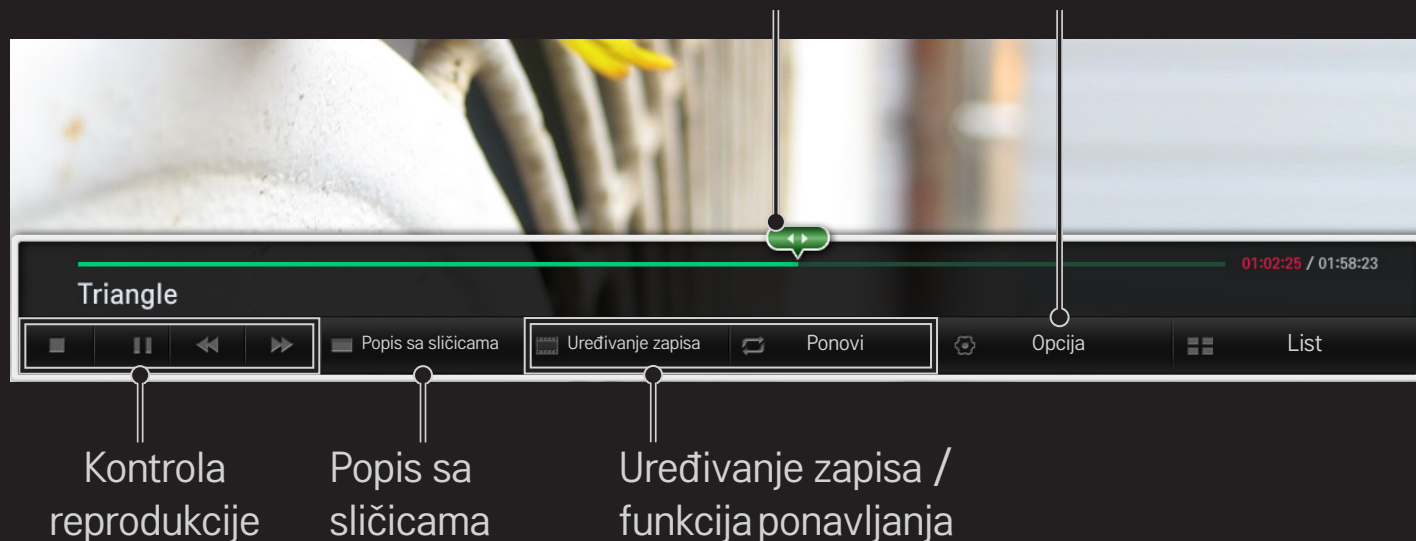 01:02:25 / 01:58:23
Triangle
Popis sa sličicama
Uređivanje zapisa
Ponovi
Opcija
List
Kontrola
reprodukcije
Popis sa
sličicama
Uređivanje zapisa /
funkcija ponavljanja